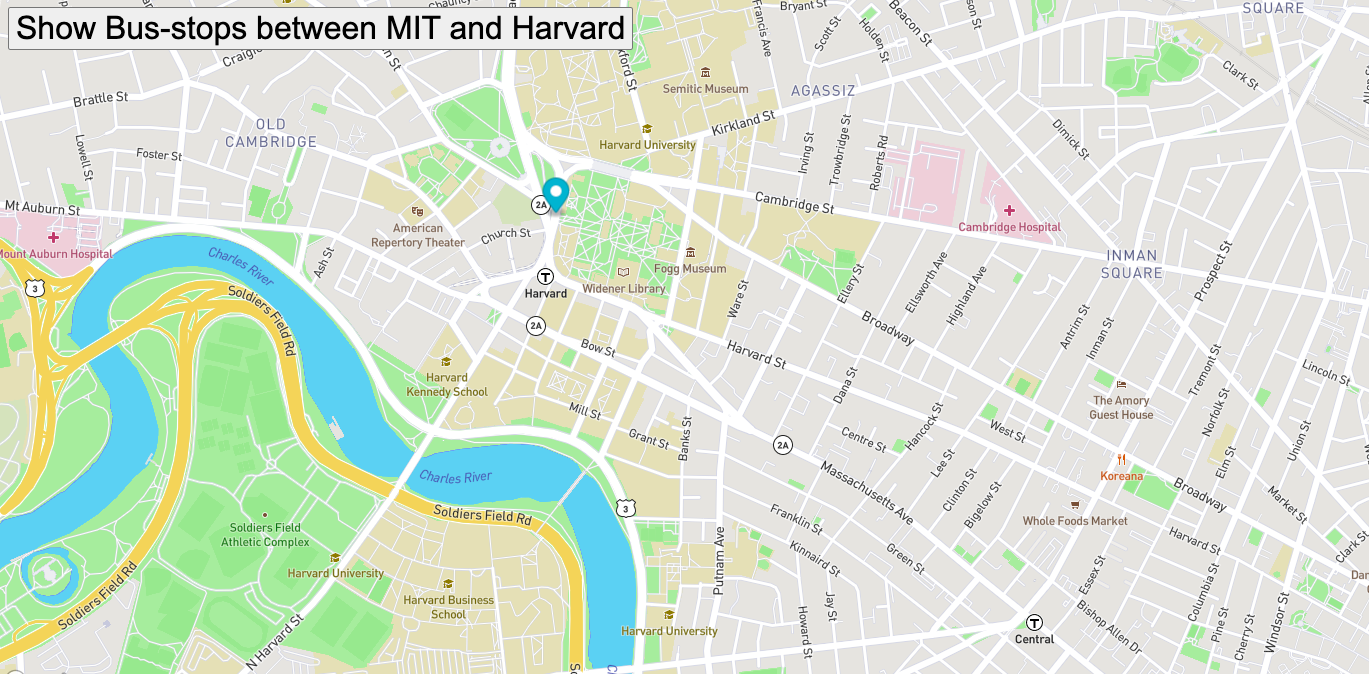 Show Bus-stops between MIT and Harvard
Bryant St
Francis Ave
Scott St
Holden St
Beacon St
SQUARE
Clark St
Craigie
Brattle St
OLD
CAMBRIDGE
Semitic Museum
AGASSIZ
Kirkland St
Harvard University
Dimick St
Lowell St
Foster St
Irving St
Trowbridge St
Roberts Rd
Mt Auburn St
American
Repertory Theater
2A
Cambridge St
Cambridge Hospital
Mount Auburn Hospital
Church St
Charles River
Ash St
Fogg Museum
Widener Library
T
Harvard
INMAN
SQUARE
Prospect St
3
Soldiers Field Rd
2A
Bow St
Ware St
Ellery St
Ellsworth Ave
Highland Ave
Broadway
Antrim St
Inman St
Harvard St
Tremont St
Lincoln St
Harvard
Kennedy School
Dana St
The Amory
Guest House
Norfolk St
Mill St
Grant St
Banks St
2A
Centre St
Hancock St
West St
Union St
Elm St
Lee St
Koreana
Charles River
Massachusetts Ave
Clinton St
Bigelow St
Broadway
Market St
3
Soldiers Field Rd
Soldiers Field
Athletic Complex
Franklin St
Whole Foods Market
Harvard St
Clark St
Kinnaird St
Green St
Putnam Ave
Harvard University
Essex St
Columbia St
Soldiers Field Rd
Harvard Business
School
Jay St
Howard St
Bishop Allen Dr
Pine St
Cherry St
Windsor St
N Harvard St
Harvard University
T
Central